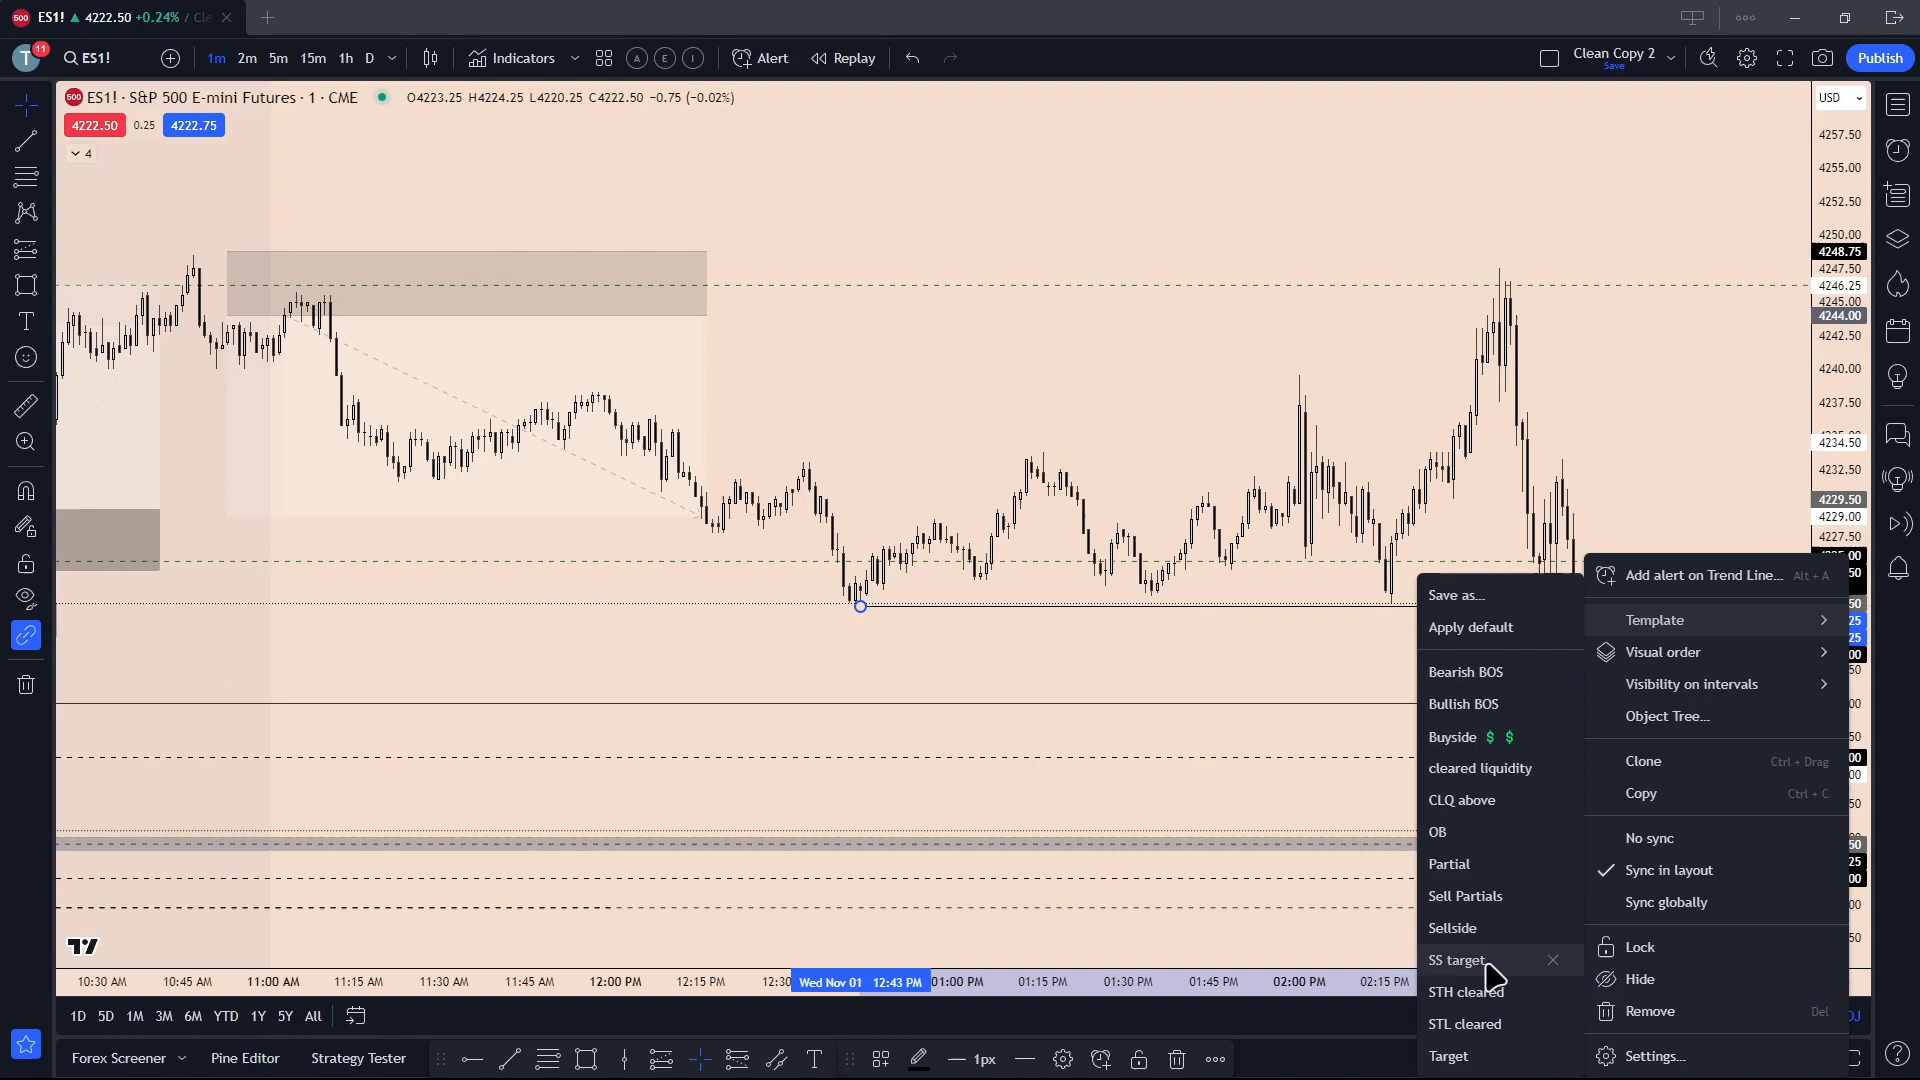 500 ES1! ▲ 4222.50 +0.24% / Cle
T 11 ES1! 1m 2m 5m 15m 1h D Indicators A E I Alert Replay Clean Copy 2 Save Publish
500 ES1! · S&P 500 E-mini Futures · 1 · CME O4223.25 H4224.25 L4220.25 C4222.50 −0.75 (−0.02%) USD
4222.50 0.25 4222.75
4
4257.50
4255.00
4252.50
4250.00
4248.75
4247.50
4246.25
4245.00
4244.00
4242.50
4240.00
4237.50
4234.50
4232.50
4229.50
4229.00
4227.50
Add alert on Trend Line... Alt + A
Template
Visual order
Visibility on intervals
Object Tree...
Clone Ctrl + Drag
Copy Ctrl + C
No sync
Sync in layout
Sync globally
Lock
Hide
Remove Del
Settings...
Save as...
Apply default
Bearish BOS
Bullish BOS
Buyside $ $
cleared liquidity
CLQ above
OB
Partial
Sell Partials
Sellside
SS target
STH cleared
STL cleared
Target
10:30 AM 10:45 AM 11:00 AM 11:15 AM 11:30 AM 11:45 AM 12:00 PM 12:15 PM 12:30 Wed Nov 01 12:43 PM 01:00 PM 01:15 PM 01:30 PM 01:45 PM 02:00 PM 02:15 PM
1D 5D 1M 3M 6M YTD 1Y 5Y All
Forex Screener Pine Editor Strategy Tester T 1px